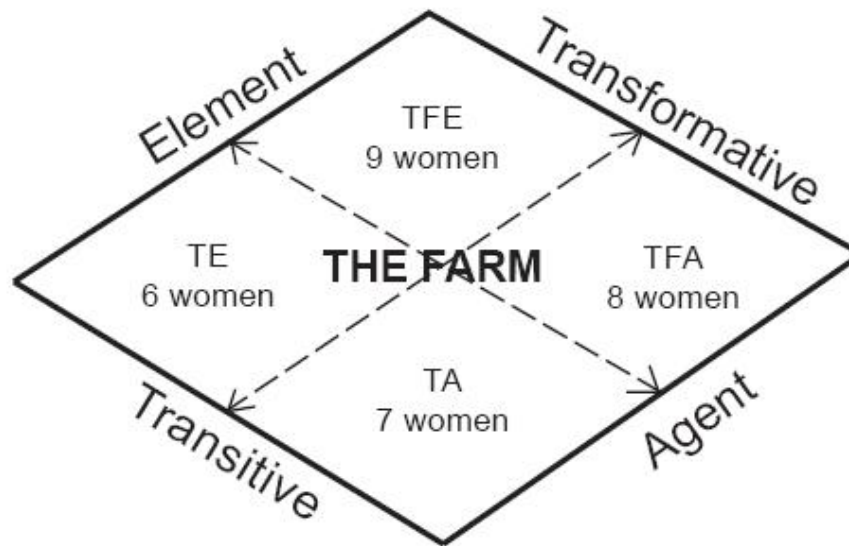 Element
Transformative
TFE
9 women
TE
6 women
THE FARM
TFA
8 women
TA
7 women
Transitive
Agent